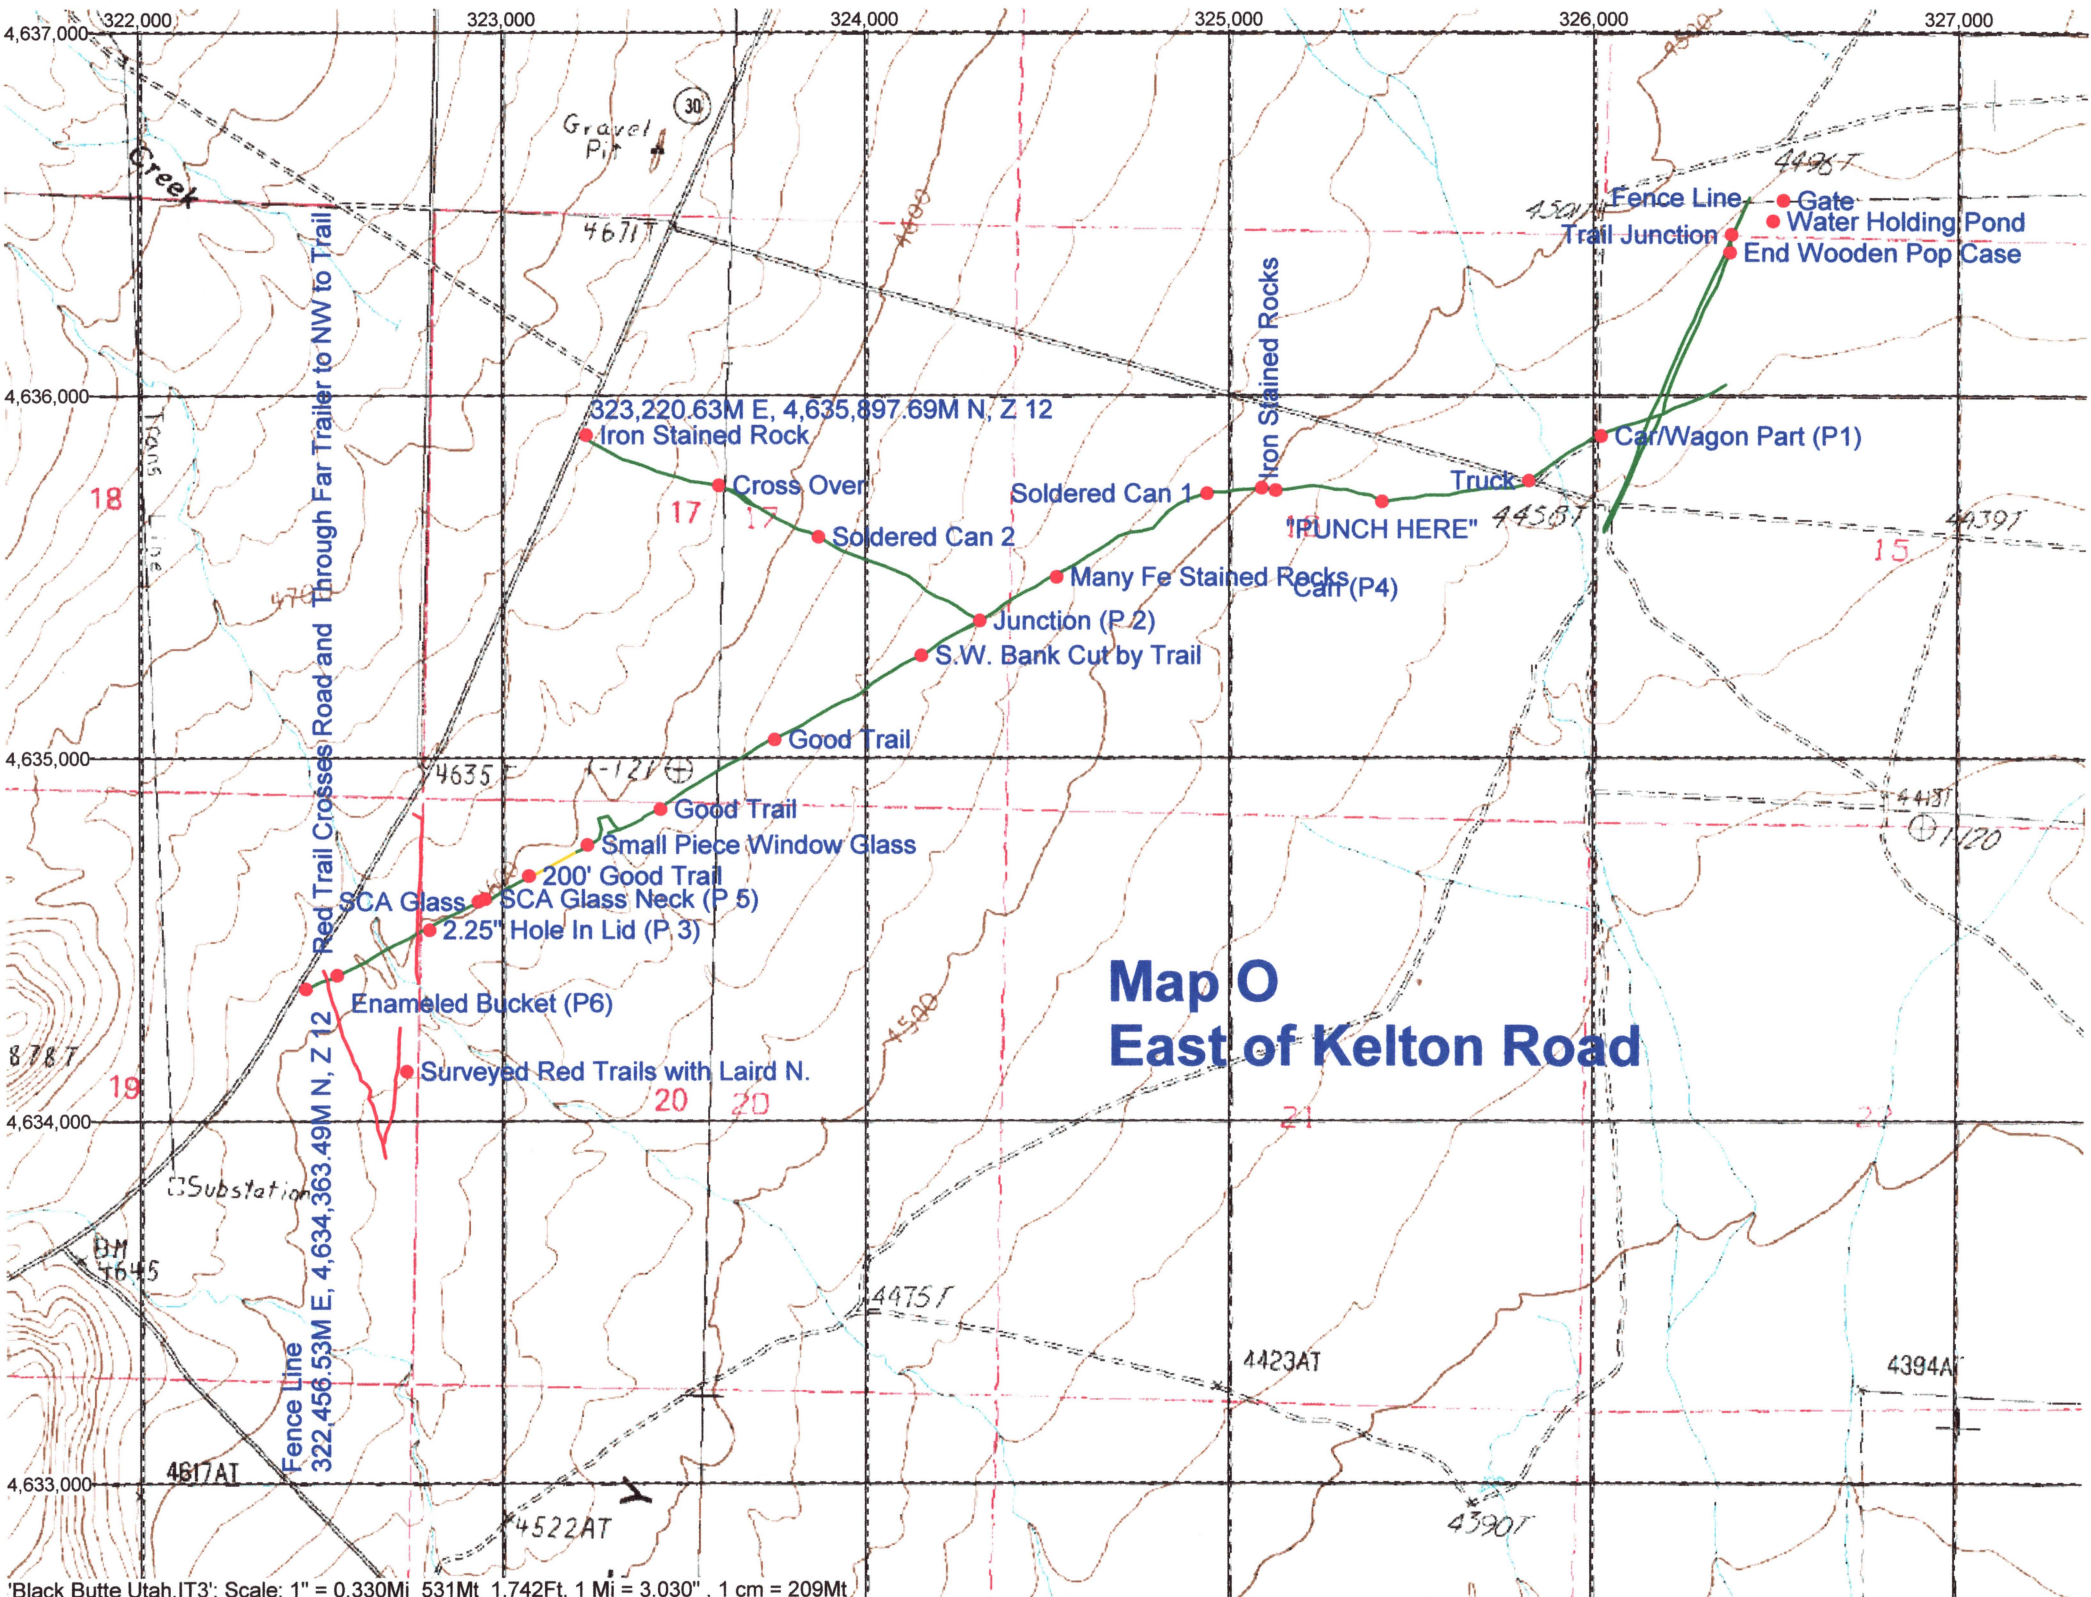 322,000
323,000
324,000
325,000
326,000
327,000
4,637,000
30
Gravel
Pit
4496T
Creek
Fence Line
Gate
Water Holding Pond
4671T
4400
Trail Junction
End Wooden Pop Case
Iron Stained Rocks
4,636,000
323,220.63M E, 4,635,897.69M N, Z 12
Iron Stained Rock
Car/Wagon Part (P1)
Cross Over
Soldered Can 1
Truck
18
17
17
Trans Line
Soldered Can 2
"PUNCH HERE"
4458T
4439T
15
Many Fe Stained Rocks
Can (P4)
Junction (P 2)
S.W. Bank Cut by Trail
Good Trail
4,635,000
4635T
Good Trail
4418T
1120
Small Piece Window Glass
200' Good Trail
SCA Glass
SCA Glass Neck (P 5)
2.25" Hole In Lid (P 3)
Red Trail Crosses Road and Through Far Trailer to NW to Trail
Enameled Bucket (P6)
4500
Map O
East of Kelton Road
8787
Surveyed Red Trails with Laird N.
19
20
20
21
4,634,000
Substation
BM
4645
4475T
4423AT
4394AT
Fence Line
322,456.53M E, 4,634,363.49M N, Z 12
4617AT
4,633,000
Y
4522AT
4390T
'Black Butte Utah.IT3': Scale: 1" = 0.330Mi 531Mt 1,742Ft, 1 Mi = 3.030" , 1 cm = 209Mt